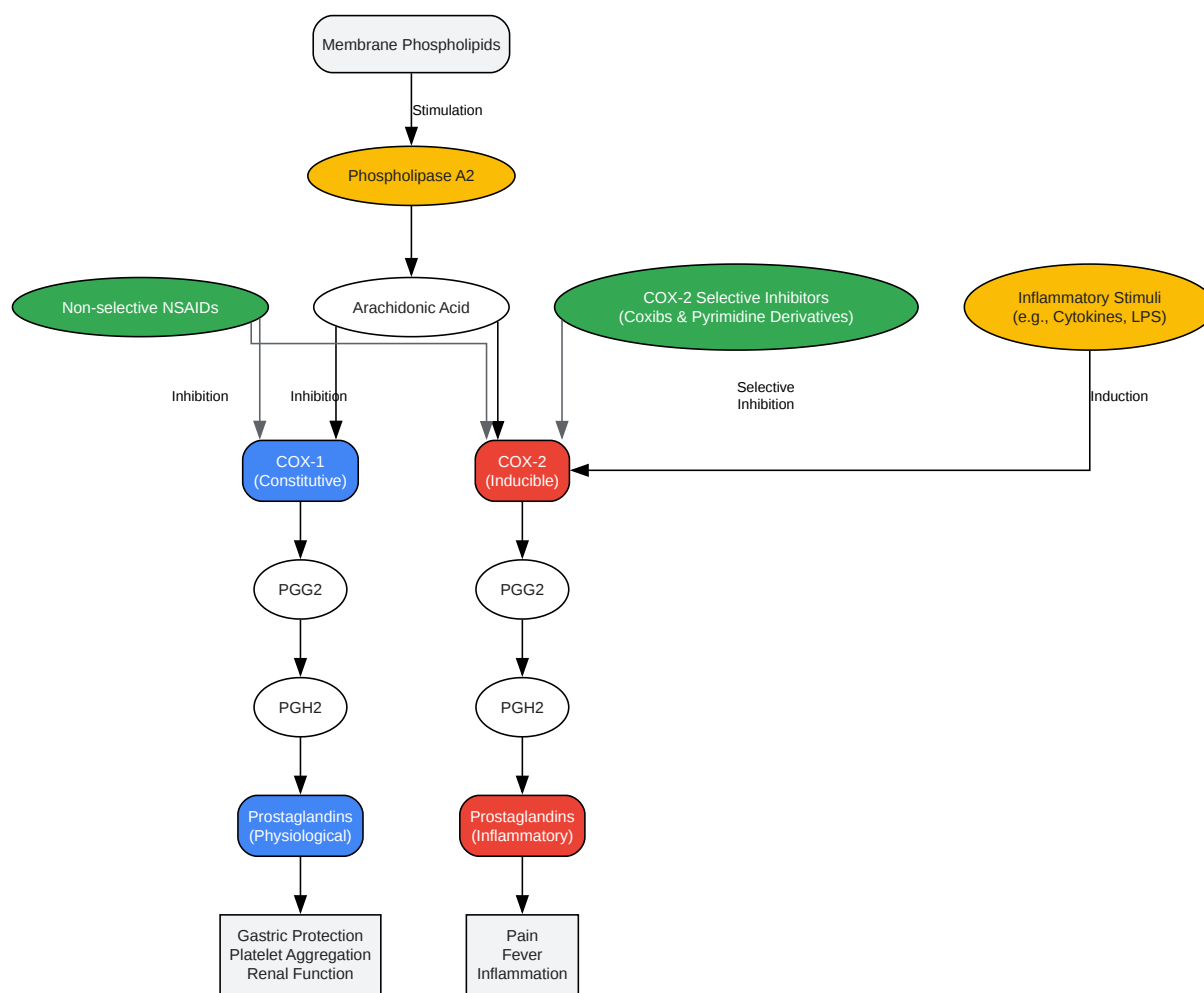 Membrane Phospholipids
Stimulation
Phospholipase A2
Non-selective NSAIDs
Arachidonic Acid
COX-2 Selective Inhibitors
(Coxibs & Pyrimidine Derivatives)
Inflammatory Stimuli
(e.g., Cytokines, LPS)
Inhibition
Inhibition
Selective
Inhibition
Induction
COX-1
(Constitutive)
COX-2
(Inducible)
PGG2
PGG2
PGH2
PGH2
Prostaglandins
(Physiological)
Prostaglandins
(Inflammatory)
Gastric Protection
Platelet Aggregation
Renal Function
Pain
Fever
Inflammation